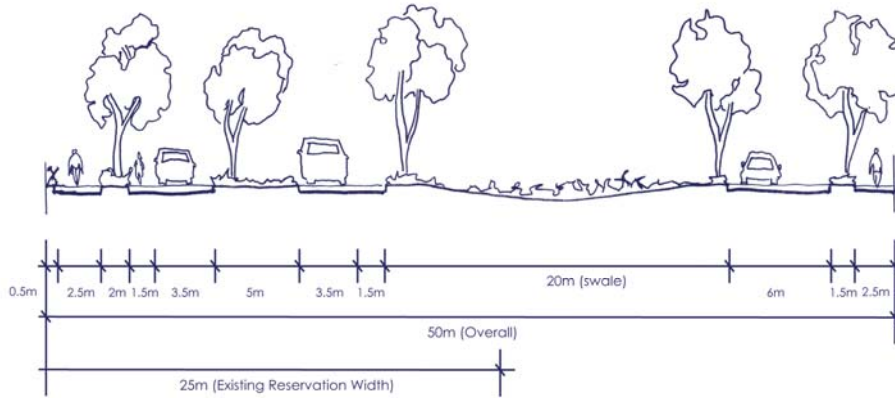 20m (swale)
0.5m 2.5m 2m 1.5m 3.5m 5m 3.5m 1.5m 6m 1.5m 2.5m
50m (Overall)
25m (Existing Reservation Width)